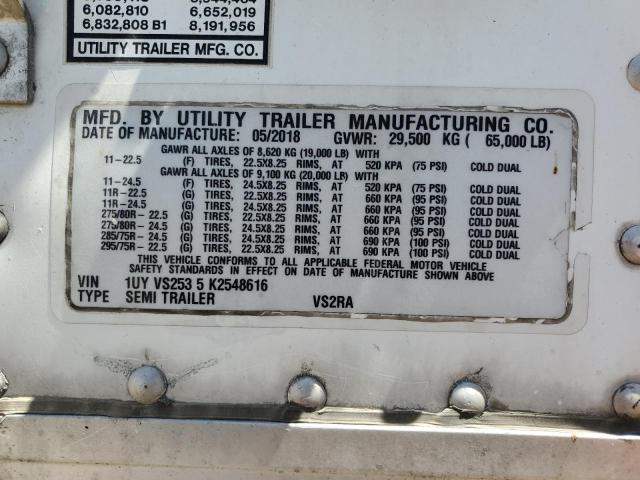 6,082,810 6,652,019
6,832,808 B1 8,191,956
UTILITY TRAILER MFG. CO.
MFD. BY UTILITY TRAILER MANUFACTURING CO.
DATE OF MANUFACTURE: 05/2018 GVWR: 29,500 KG ( 65,000 LB)
GAWR ALL AXLES OF 8,620 KG (19,000 LB) WITH
11-22.5 (F) TIRES, 22.5X8.25 RIMS, AT 520 KPA (75 PSI) COLD DUAL
GAWR ALL AXLES OF 9,100 KG (20,000 LB) WITH
11-24.5 (F) TIRES, 24.5X8.25 RIMS, AT 520 KPA (75 PSI) COLD DUAL
11R-22.5 (G) TIRES, 22.5X8.25 RIMS, AT 660 KPA (95 PSI) COLD DUAL
11R-24.5 (G) TIRES, 24.5X8.25 RIMS, AT 660 KPA (95 PSI) COLD DUAL
275/80R-22.5 (G) TIRES, 22.5X8.25 RIMS, AT 660 KPA (95 PSI) COLD DUAL
275/80R-24.5 (G) TIRES, 24.5X8.25 RIMS, AT 660 KPA (95 PSI) COLD DUAL
285/75R-24.5 (G) TIRES, 24.5X8.25 RIMS, AT 690 KPA (100 PSI) COLD DUAL
295/75R-22.5 (G) TIRES, 22.5X8.25 RIMS, AT 690 KPA (100 PSI) COLD DUAL
THIS VEHICLE CONFORMS TO ALL APPLICABLE FEDERAL MOTOR VEHICLE
SAFETY STANDARDS IN EFFECT ON DATE OF MANUFACTURE SHOWN ABOVE
VIN 1UY VS253 5 K2548616
TYPE SEMI TRAILER VS2RA